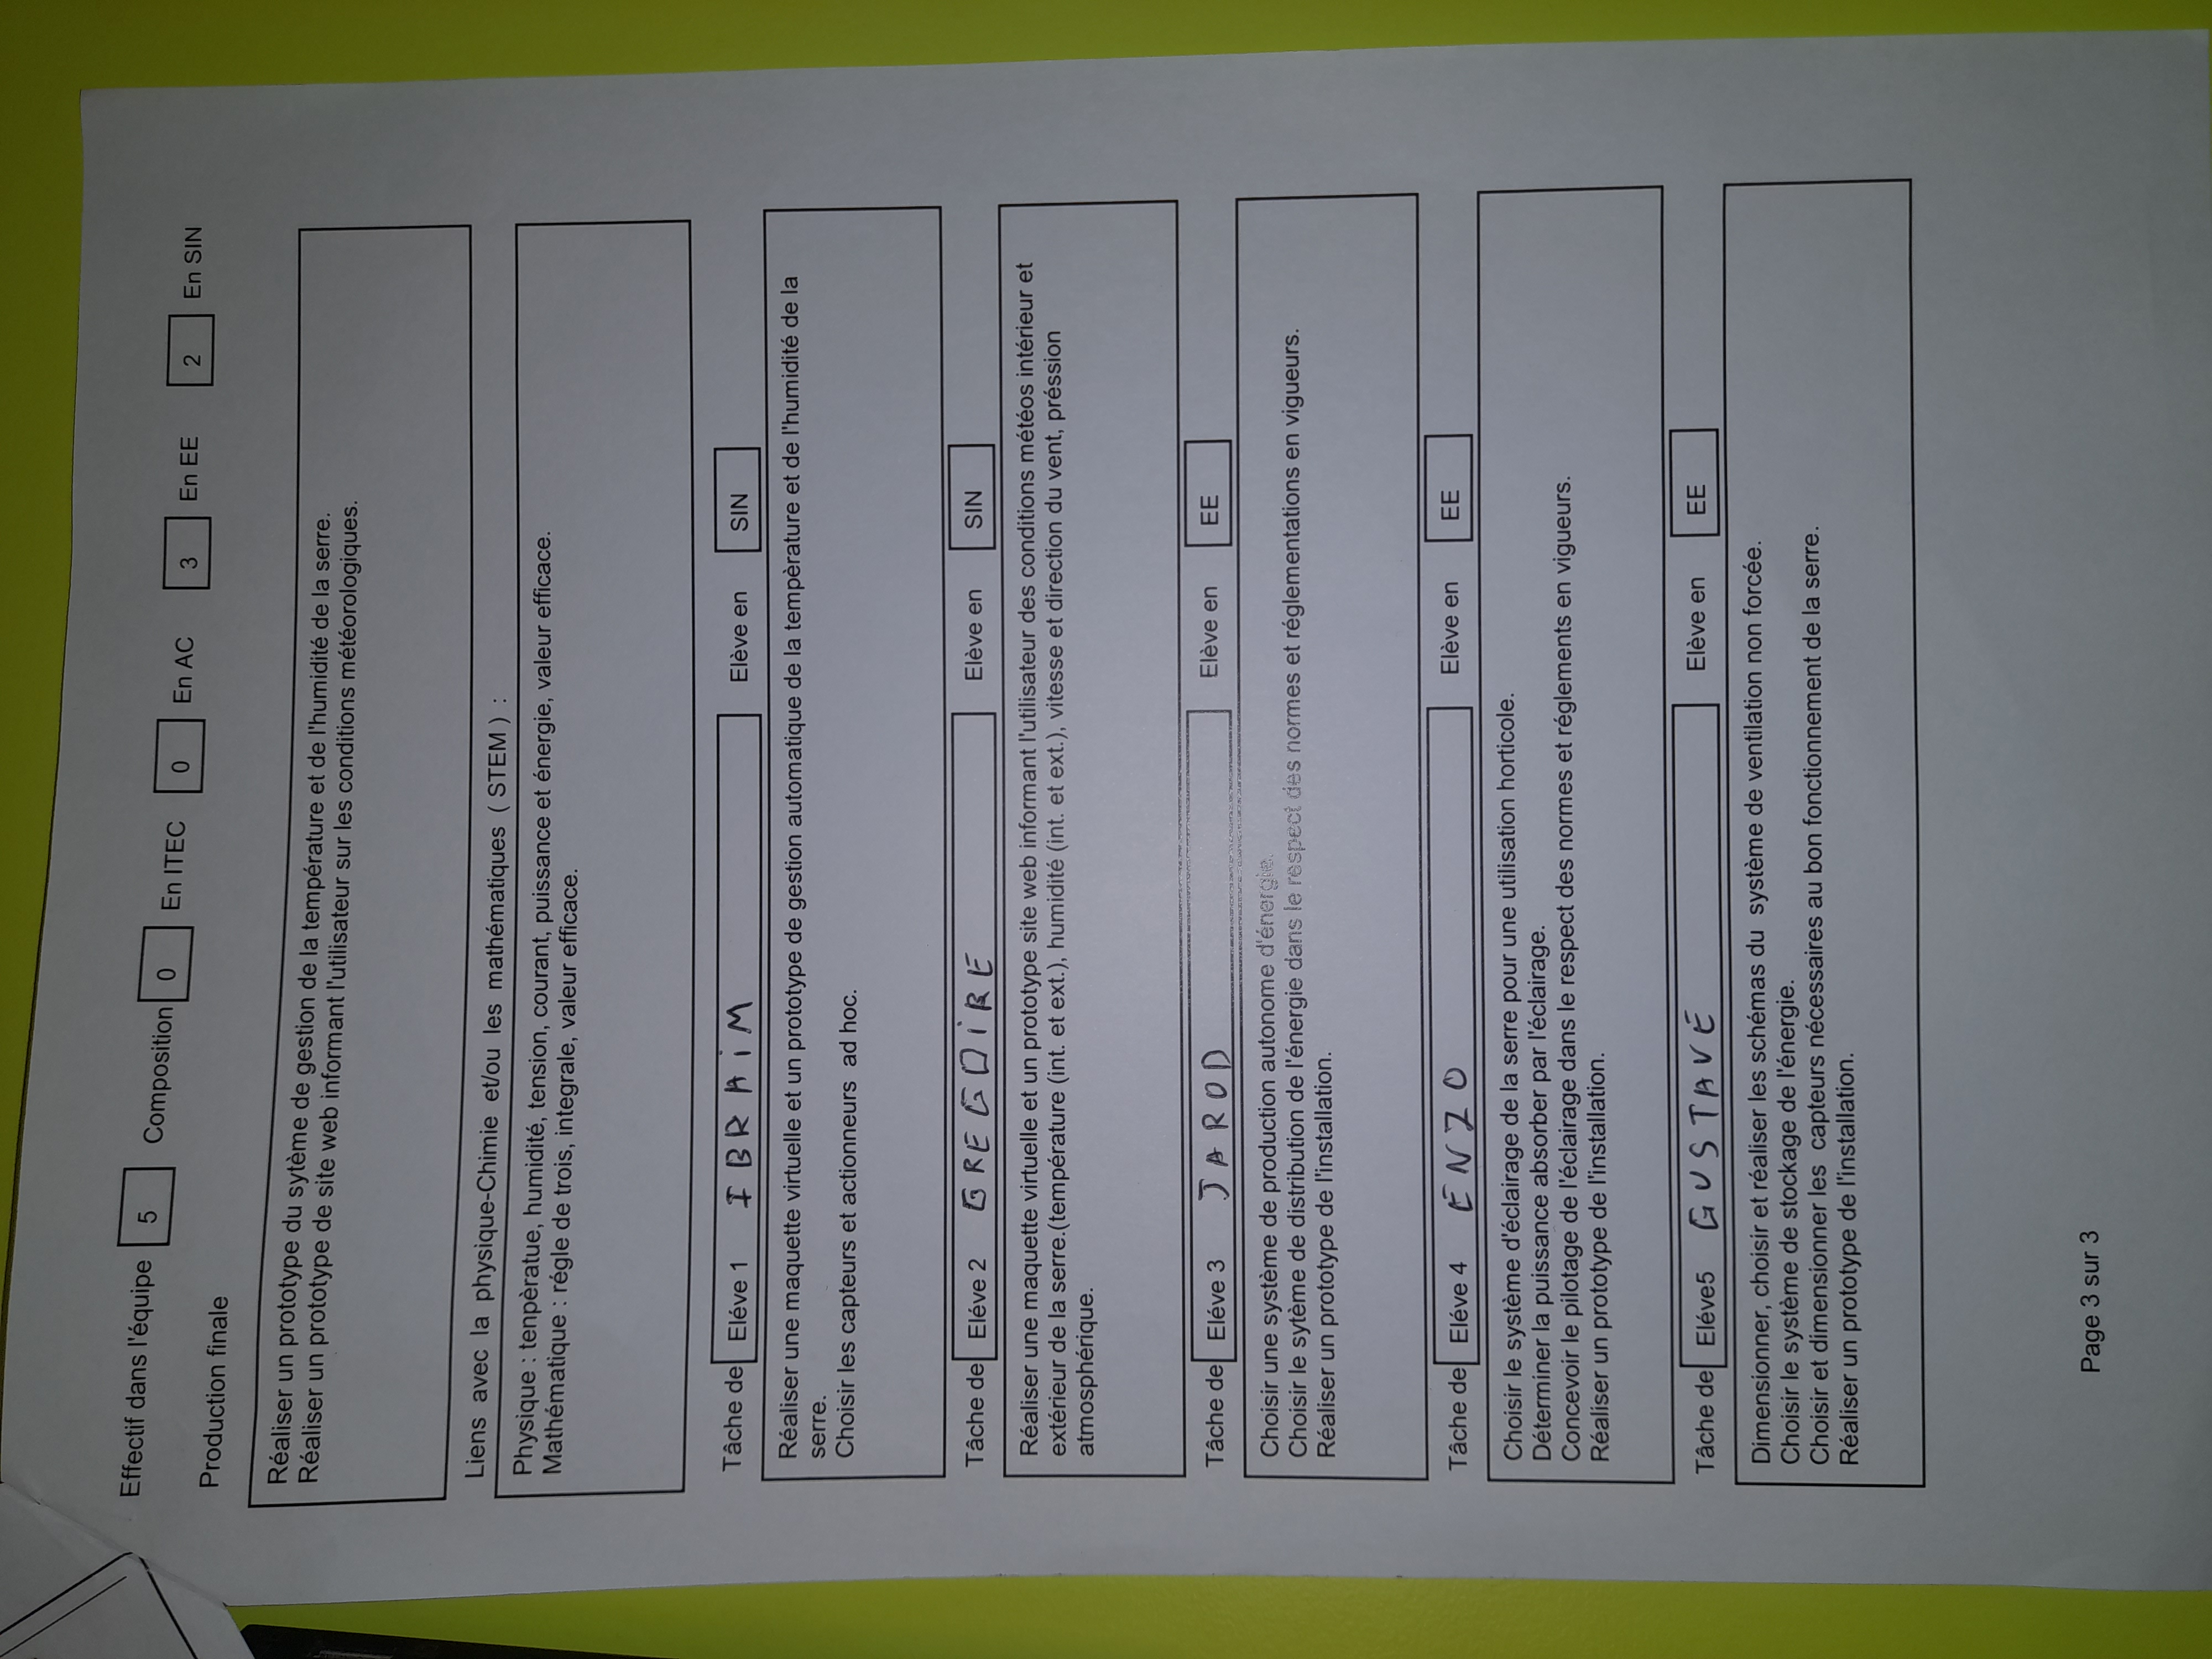 Effectif dans l'équipe 5 Composition 0 En ITEC 0 En AC 3 En EE 2 En SIN
Production finale
Réaliser un prototype du sytème de gestion de la température et de l'humidité de la serre.
Réaliser un prototype de site web informant l'utilisateur sur les conditions météorologiques.
Liens avec la physique-Chimie et/ou les mathématiques ( STEM ) :
Physique : tenpèratue, humidité, tension, courant, puissance et énergie, valeur efficace.
Mathématique : régle de trois, integrale, valeur efficace.
Tâche de Eléve 1 IBRAiM Elève en SIN
Réaliser une maquette virtuelle et un prototype de gestion automatique de la tempèrature et de l'humidité de la
serre.
Choisir les capteurs et actionneurs ad hoc.
Tâche de Eléve 2 GREGOiRE Elève en SIN
Réaliser une maquette virtuelle et un prototype site web informant l'utilisateur des conditions météos intérieur et
extérieur de la serre.(température (int. et ext.), humidité (int. et ext.), vitesse et direction du vent, préssion
atmosphérique.
Tâche de Eléve 3 JAROD Elève en EE
Choisir une système de production autonome d'énergie.
Choisir le sytème de distribution de l'énergie dans le respect des normes et réglementations en vigueurs.
Réaliser un prototype de l'installation.
Tâche de Eléve 4 ENZO Elève en EE
Choisir le système d'éclairage de la serre pour une utilisation horticole.
Déterminer la puissance absorber par l'éclairage.
Concevoir le pilotage de l'éclairage dans le respect des normes et réglements en vigueurs.
Réaliser un prototype de l'installation.
Tâche de Eléve5 GUSTAVE Elève en EE
Dimensionner, choisir et réaliser les schémas du système de ventilation non forcée.
Choisir le système de stockage de l'énergie.
Choisir et dimensionner les capteurs nécessaires au bon fonctionnement de la serre.
Réaliser un prototype de l'installation.
Page 3 sur 3